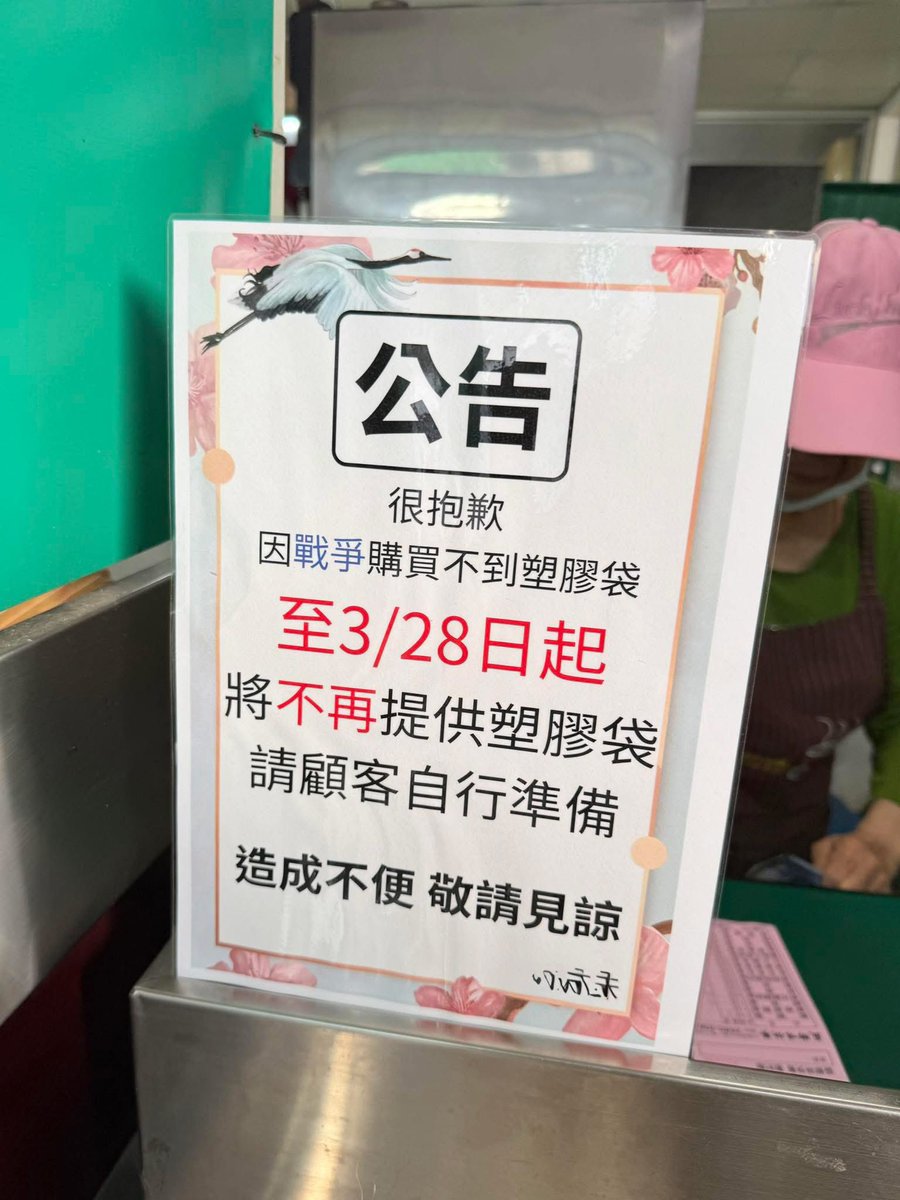 公告
很抱歉
因戰爭購買不到塑膠袋
至3/28日起
將不再提供塑膠袋
請顧客自行準備
造成不便 敬請見諒